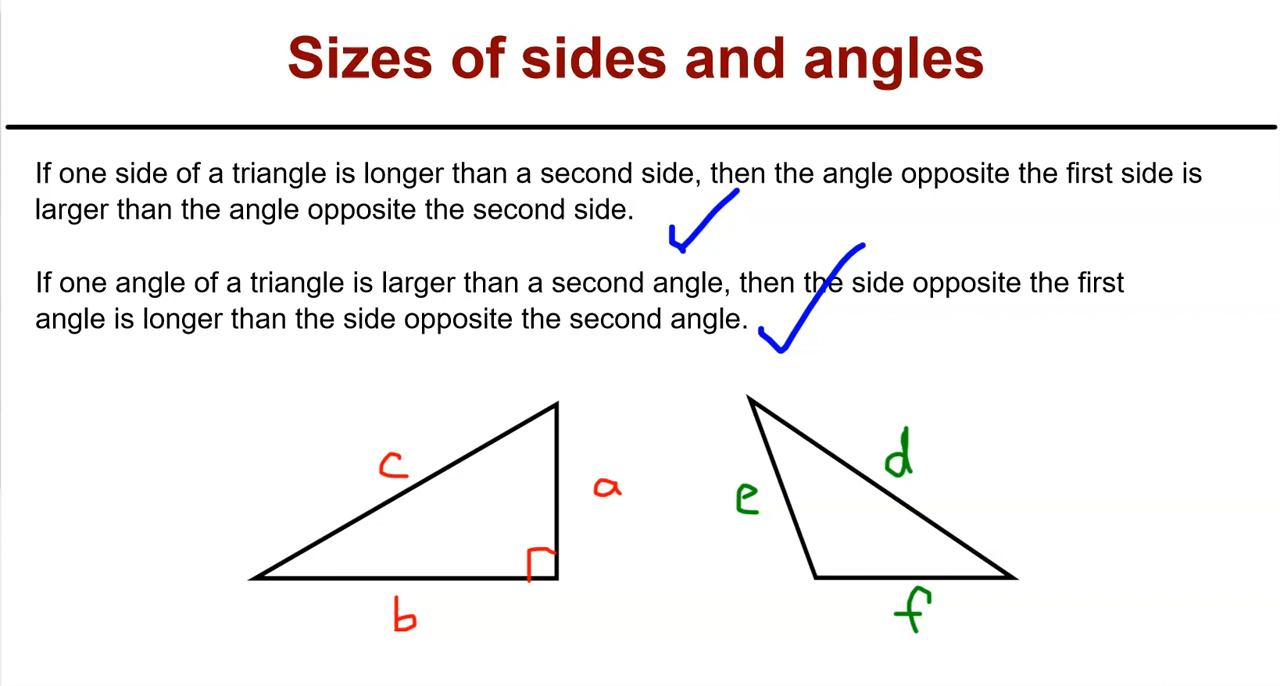 Sizes of sides and angles
If one side of a triangle is longer than a second side, then the angle opposite the first side is
larger than the angle opposite the second side.
If one angle of a triangle is larger than a second angle, then the side opposite the first
angle is longer than the side opposite the second angle.
c
a
b
d
e
f